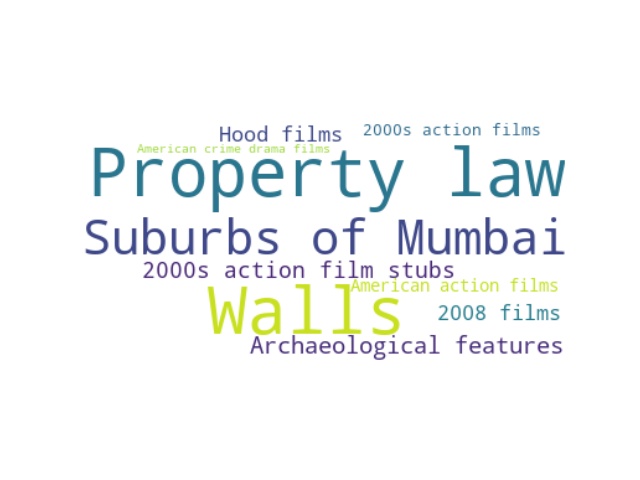 Hood films
2000s action films
American crime drama films
Property law
Suburbs of Mumbai
2000s action film stubs
American action films
Walls
2008 films
Archaeological features